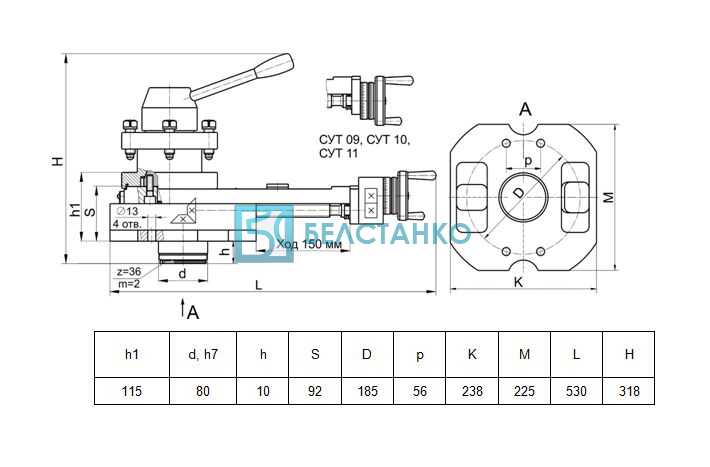 H
h1
S
∅13
4 отв.
z=36
m=2
d
h
А
L
Ход 150 мм
СУТ 09, СУТ 10,
СУТ 11
А
p
D
M
K
БЕЛСТАНКО
h1 d, h7 h S D p K M L H
115 80 10 92 185 56 238 225 530 318